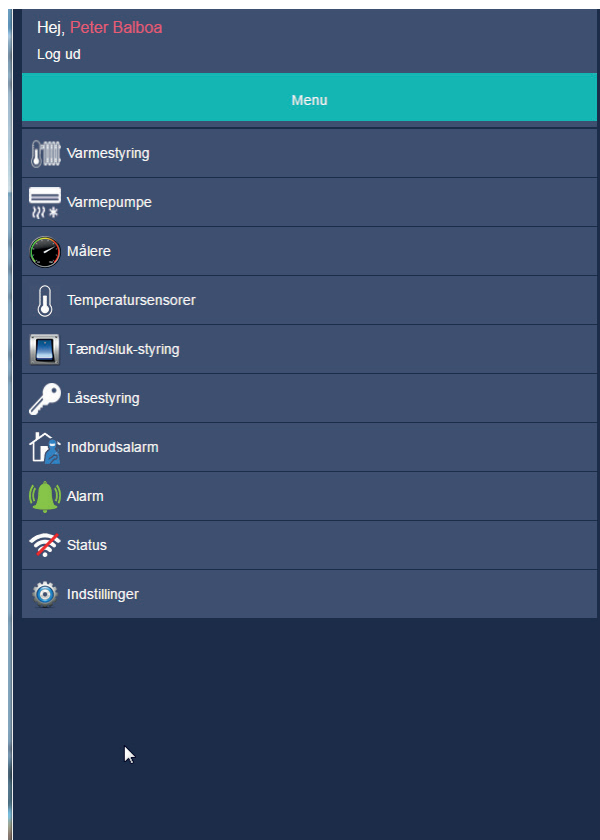 Hej, Peter Balboa
Log ud
Menu
Varmestyring
Varmepumpe
Målere
Temperatursensorer
Tænd/sluk-styring
Låsestyring
Indbrudsalarm
Alarm
Status
Indstillinger